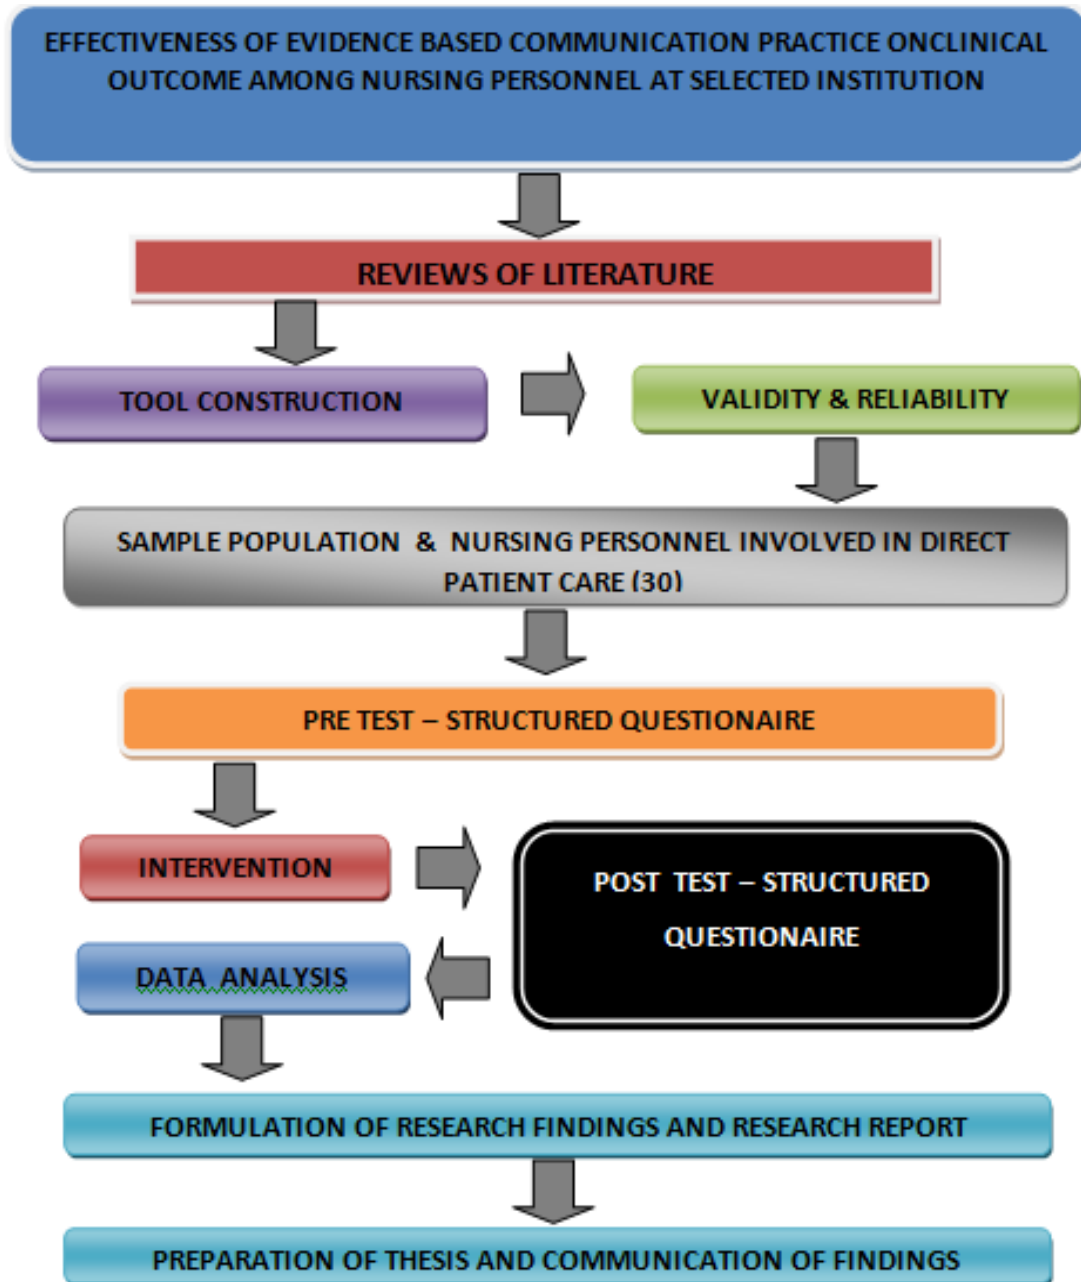 EFFECTIVENESS OF EVIDENCE BASED COMMUNICATION PRACTICE ONCLINICAL
OUTCOME AMONG NURSING PERSONNEL AT SELECTED INSTITUTION
REVIEWS OF LITERATURE
TOOL CONSTRUCTION
VALIDITY & RELIABILITY
SAMPLE POPULATION & NURSING PERSONNEL INVOLVED IN DIRECT
PATIENT CARE (30)
PRE TEST – STRUCTURED QUESTIONAIRE
INTERVENTION
POST TEST – STRUCTURED
QUESTIONAIRE
DATA ANALYSIS
FORMULATION OF RESEARCH FINDINGS AND RESEARCH REPORT
PREPARATION OF THESIS AND COMMUNICATION OF FINDINGS